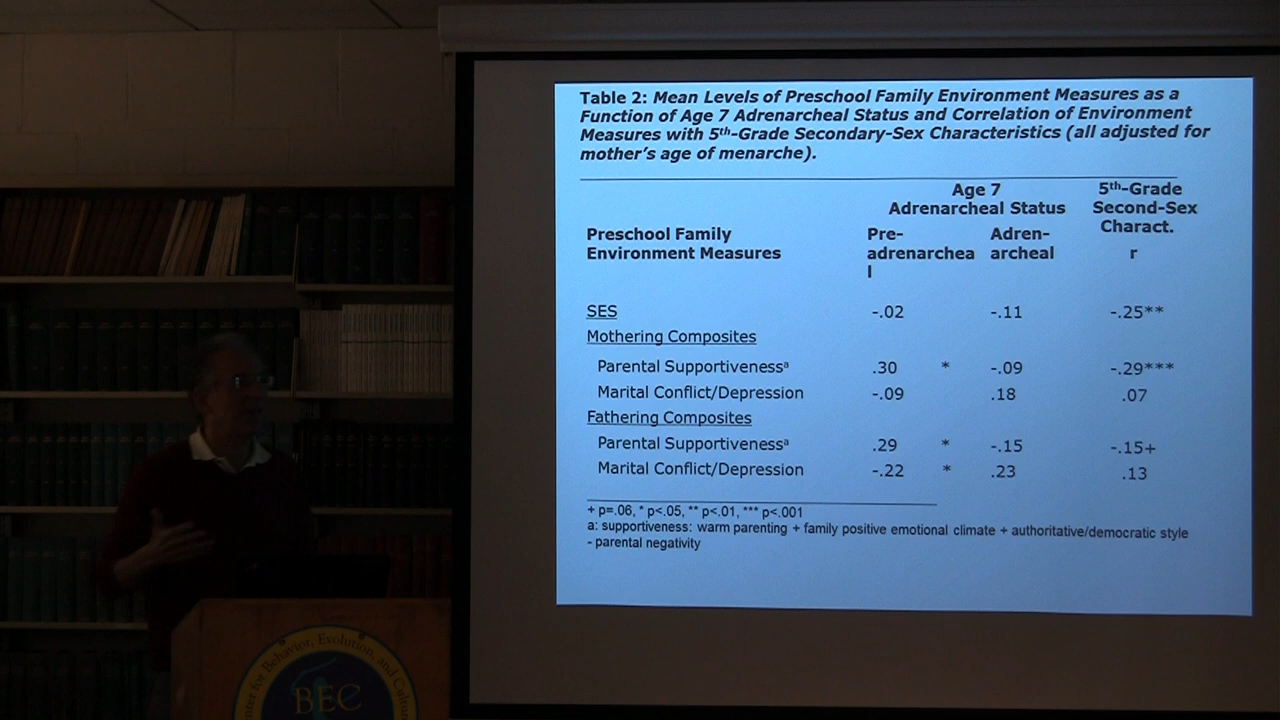 Table 2: Mean Levels of Preschool Family Environment Measures as a
Function of Age 7 Adrenarcheal Status and Correlation of Environment
Measures with 5th-Grade Secondary-Sex Characteristics (all adjusted for
mother's age of menarche).
Age 7 5th-Grade
Adrenarcheal Status Second-Sex
Charact.
Preschool Family Pre- Adren-
Environment Measures adrenarchea archeal r
l
SES -.02 -.11 -.25**
Mothering Composites
Parental Supportivenessᵃ .30 * -.09 -.29***
Marital Conflict/Depression -.09 .18 .07
Fathering Composites
Parental Supportivenessᵃ .29 * -.15 -.15+
Marital Conflict/Depression -.22 * .23 .13
+ p=.06, * p<.05, ** p<.01, *** p<.001
a: supportiveness: warm parenting + family positive emotional climate + authoritative/democratic style
- parental negativity
for Behavior, Evolution, and
BEC